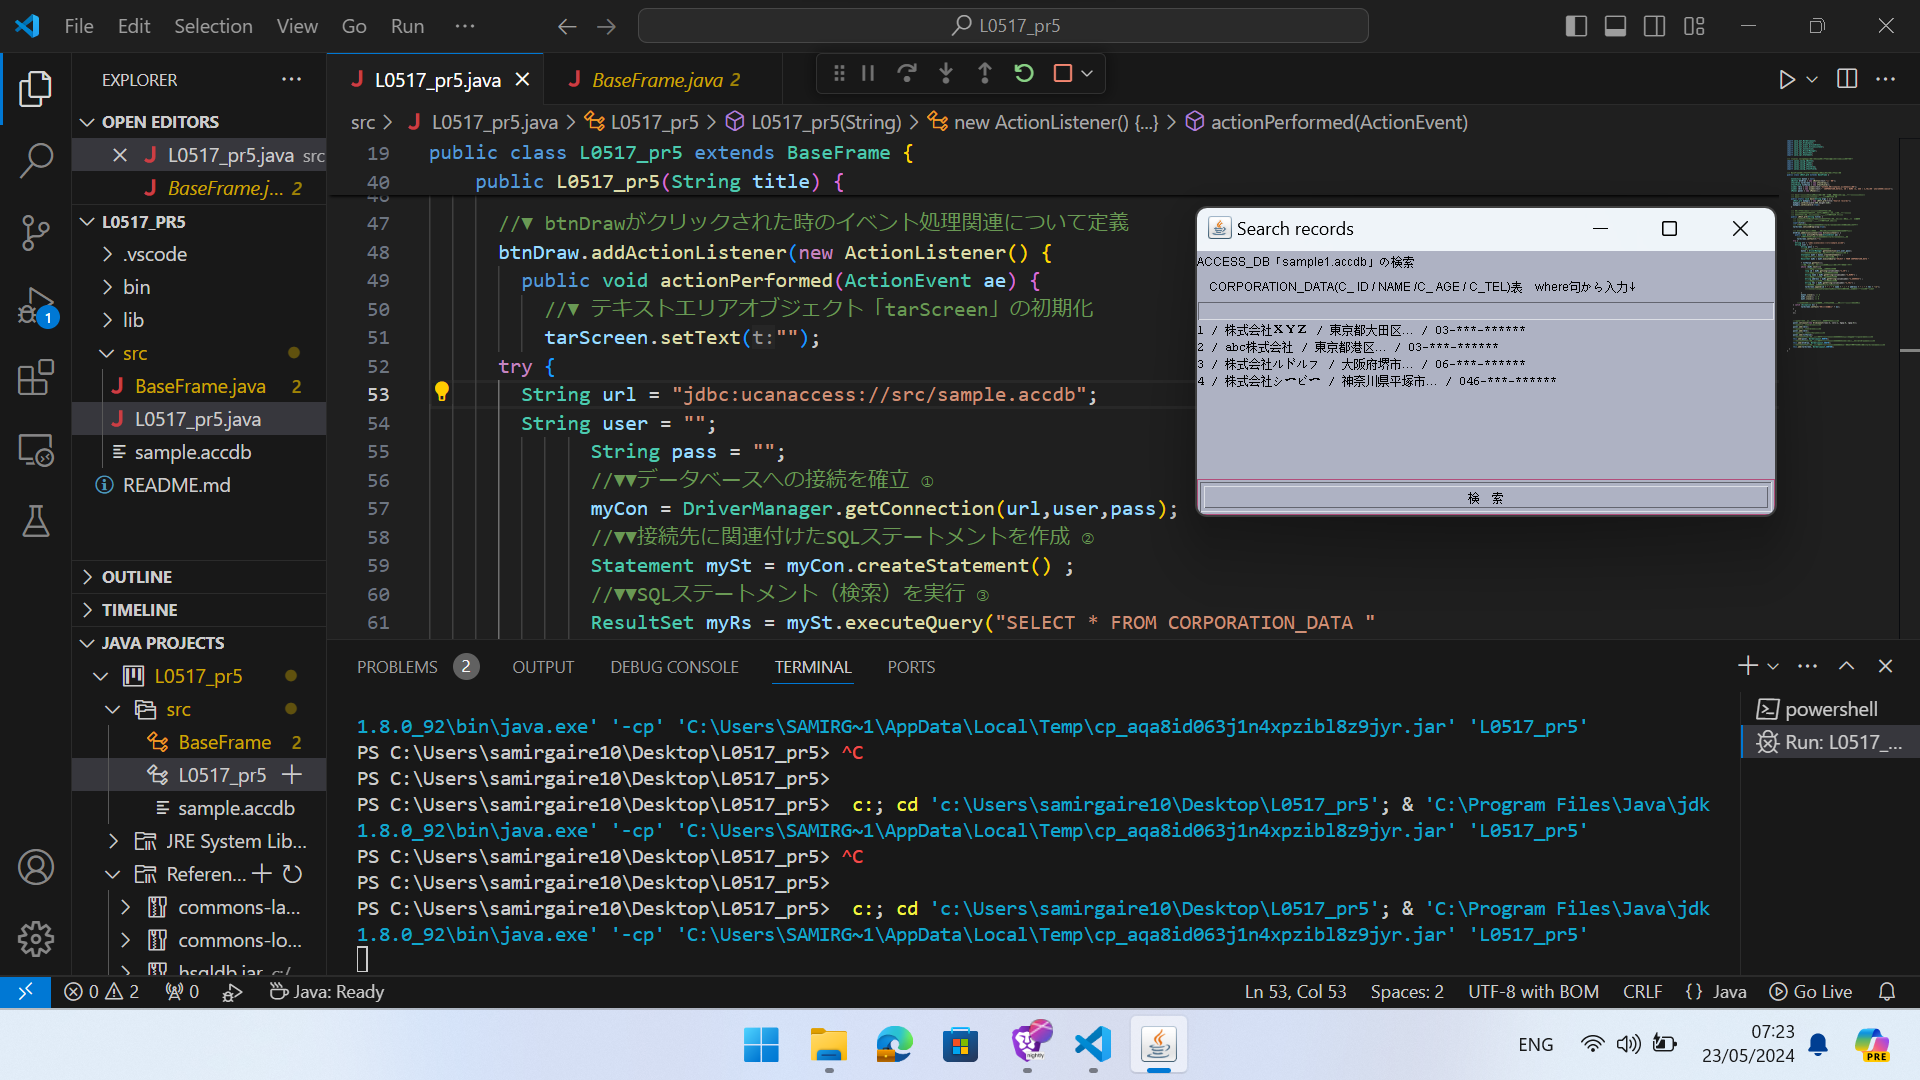 File Edit Selection View Go Run ··· L0517_pr5
EXPLORER ···
OPEN EDITORS
L0517_pr5.java src
BaseFrame.j... 2
L0517_PR5
.vscode
bin
lib
src
BaseFrame.java 2
L0517_pr5.java
sample.accdb
README.md
OUTLINE
TIMELINE
JAVA PROJECTS
L0517_pr5
src
BaseFrame 2
L0517_pr5
sample.accdb
JRE System Lib...
Referen...
commons-la...
commons-lo...
hsqldb.jar c:/
1
L0517_pr5.java BaseFrame.java 2
src > L0517_pr5.java > L0517_pr5 > L0517_pr5(String) > new ActionListener() {...} > actionPerformed(ActionEvent)
19 public class L0517_pr5 extends BaseFrame {
40 public L0517_pr5(String title) {
46
47 //▼ btnDrawがクリックされた時のイベント処理関連について定義
48 btnDraw.addActionListener(new ActionListener() {
49 public void actionPerformed(ActionEvent ae) {
50 //▼ テキストエリアオブジェクト「tarScreen」の初期化
51 tarScreen.setText(t:"");
52 try {
53 String url = "jdbc:ucanaccess://src/sample.accdb";
54 String user = "";
55 String pass = "";
56 //▼▼データベースへの接続を確立 ①
57 myCon = DriverManager.getConnection(url,user,pass);
58 //▼▼接続先に関連付けたSQLステートメントを作成 ②
59 Statement mySt = myCon.createStatement() ;
60 //▼▼SQLステートメント（検索）を実行 ③
61 ResultSet myRs = mySt.executeQuery("SELECT * FROM CORPORATION_DATA "
Search records
ACCESS_DB「sample1.accdb」の検索
CORPORATION_DATA(C_ ID / NAME /C_ AGE / C_TEL)表　where句から入力↓
1 / 株式会社ＸＹＺ / 東京都大田区... / 03-***-******
2 / abc株式会社 / 東京都港区... / 03-***-******
3 / 株式会社ルドルフ / 大阪府堺市... / 06-***-******
4 / 株式会社シービー / 神奈川県平塚市... / 046-***-******
検　索
PROBLEMS 2 OUTPUT DEBUG CONSOLE TERMINAL PORTS
1.8.0_92\bin\java.exe' '-cp' 'C:\Users\SAMIRG~1\AppData\Local\Temp\cp_aqa8id063j1n4xpzibl8z9jyr.jar' 'L0517_pr5'
PS C:\Users\samirgaire10\Desktop\L0517_pr5> ^C
PS C:\Users\samirgaire10\Desktop\L0517_pr5>
PS C:\Users\samirgaire10\Desktop\L0517_pr5> c:; cd 'c:\Users\samirgaire10\Desktop\L0517_pr5'; & 'C:\Program Files\Java\jdk
1.8.0_92\bin\java.exe' '-cp' 'C:\Users\SAMIRG~1\AppData\Local\Temp\cp_aqa8id063j1n4xpzibl8z9jyr.jar' 'L0517_pr5'
PS C:\Users\samirgaire10\Desktop\L0517_pr5> ^C
PS C:\Users\samirgaire10\Desktop\L0517_pr5>
PS C:\Users\samirgaire10\Desktop\L0517_pr5> c:; cd 'c:\Users\samirgaire10\Desktop\L0517_pr5'; & 'C:\Program Files\Java\jdk
1.8.0_92\bin\java.exe' '-cp' 'C:\Users\SAMIRG~1\AppData\Local\Temp\cp_aqa8id063j1n4xpzibl8z9jyr.jar' 'L0517_pr5'
powershell
Run: L0517_...
0 2 0 Java: Ready Ln 53, Col 53 Spaces: 2 UTF-8 with BOM CRLF {} Java Go Live
nightly
ENG 07:23
23/05/2024
PRE